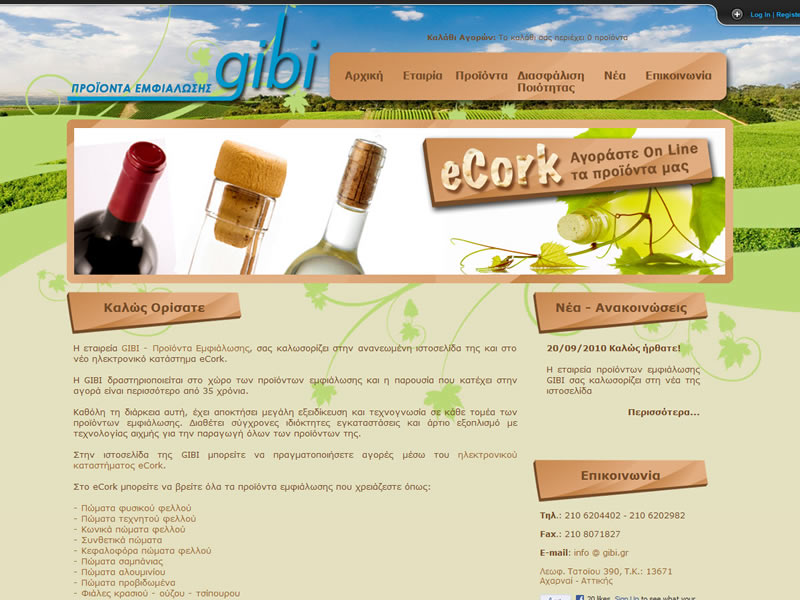 Log In | Registe
Καλάθι Αγορών: Το καλάθι σας περιέχει 0 προϊόντα
gibi
ΠΡΟΪΟΝΤΑ ΕΜΦΙΑΛΩΣΗΣ
Αρχική Εταιρία Προϊόντα Διασφάλιση Ποιότητας Νέα Επικοινωνία
eCork Αγοράστε On Line
τα προϊόντα μας
Καλώς Ορίσατε
Η εταιρεία GIBI - Προϊόντα Εμφιάλωσης, σας καλωσορίζει στην ανανεωμένη ιστοσελίδα της και στο
νέο ηλεκτρονικό κατάστημα eCork.
Η GIBI δραστηριοποιείται στο χώρο των προϊόντων εμφιάλωσης και η παρουσία που κατέχει στην
αγορά είναι περισσότερο από 35 χρόνια.
Καθόλη τη διάρκεια αυτή, έχει αποκτήσει μεγάλη εξειδίκευση και τεχνογνωσία σε κάθε τομέα των
προϊόντων εμφιάλωσης. Διαθέτει σύγχρονες ιδιόκτητες εγκαταστάσεις και άρτιο εξοπλισμό με
τεχνολογίας αιχμής για την παραγωγή όλων των προϊόντων της.
Στην ιστοσελίδα της GIBI μπορείτε να πραγματοποιήσετε αγορές μέσω του ηλεκτρονικού
καταστήματος eCork.
Στο eCork μπορείτε να βρείτε όλα τα προϊόντα εμφιάλωσης που χρειάζεστε όπως:
- Πώματα φυσικού φελλού
- Πώματα τεχνητού φελλού
- Κωνικά πώματα φελλού
- Συνθετικά πώματα
- Κεφαλοφόρα πώματα φελλού
- Πώματα σαμπάνιας
- Πώματα αλουμινίου
- Πώματα προβιδωμένα
- Φιάλες κρασιού - ούζου - τσίπουρου
Νέα - Ανακοινώσεις
20/09/2010 Καλώς ήρθατε!
Η εταιρεία προϊόντων εμφιάλωσης
GIBI σας καλωσορίζει στη νέα της
ιστοσελίδα
Περισσότερα...
Επικοινωνία
Τηλ.: 210 6204402 - 210 6202982
Fax.: 210 8071827
E-mail: info @ gibi.gr
Λεωφ. Τατοϊου 390, Τ.Κ.: 13671
Αχαρναί - Αττικής
20 likes. Sign Up to see what your